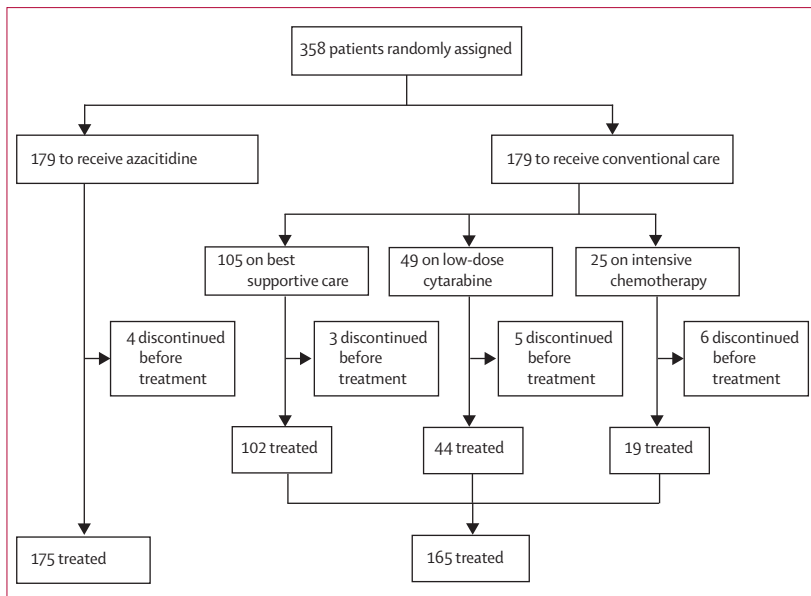 358 patients randomly assigned
179 to receive azacitidine
179 to receive conventional care
105 on best
supportive care
49 on low-dose
cytarabine
25 on intensive
chemotherapy
4 discontinued
before
treatment
3 discontinued
before
treatment
5 discontinued
before
treatment
6 discontinued
before
treatment
102 treated
44 treated
19 treated
175 treated
165 treated